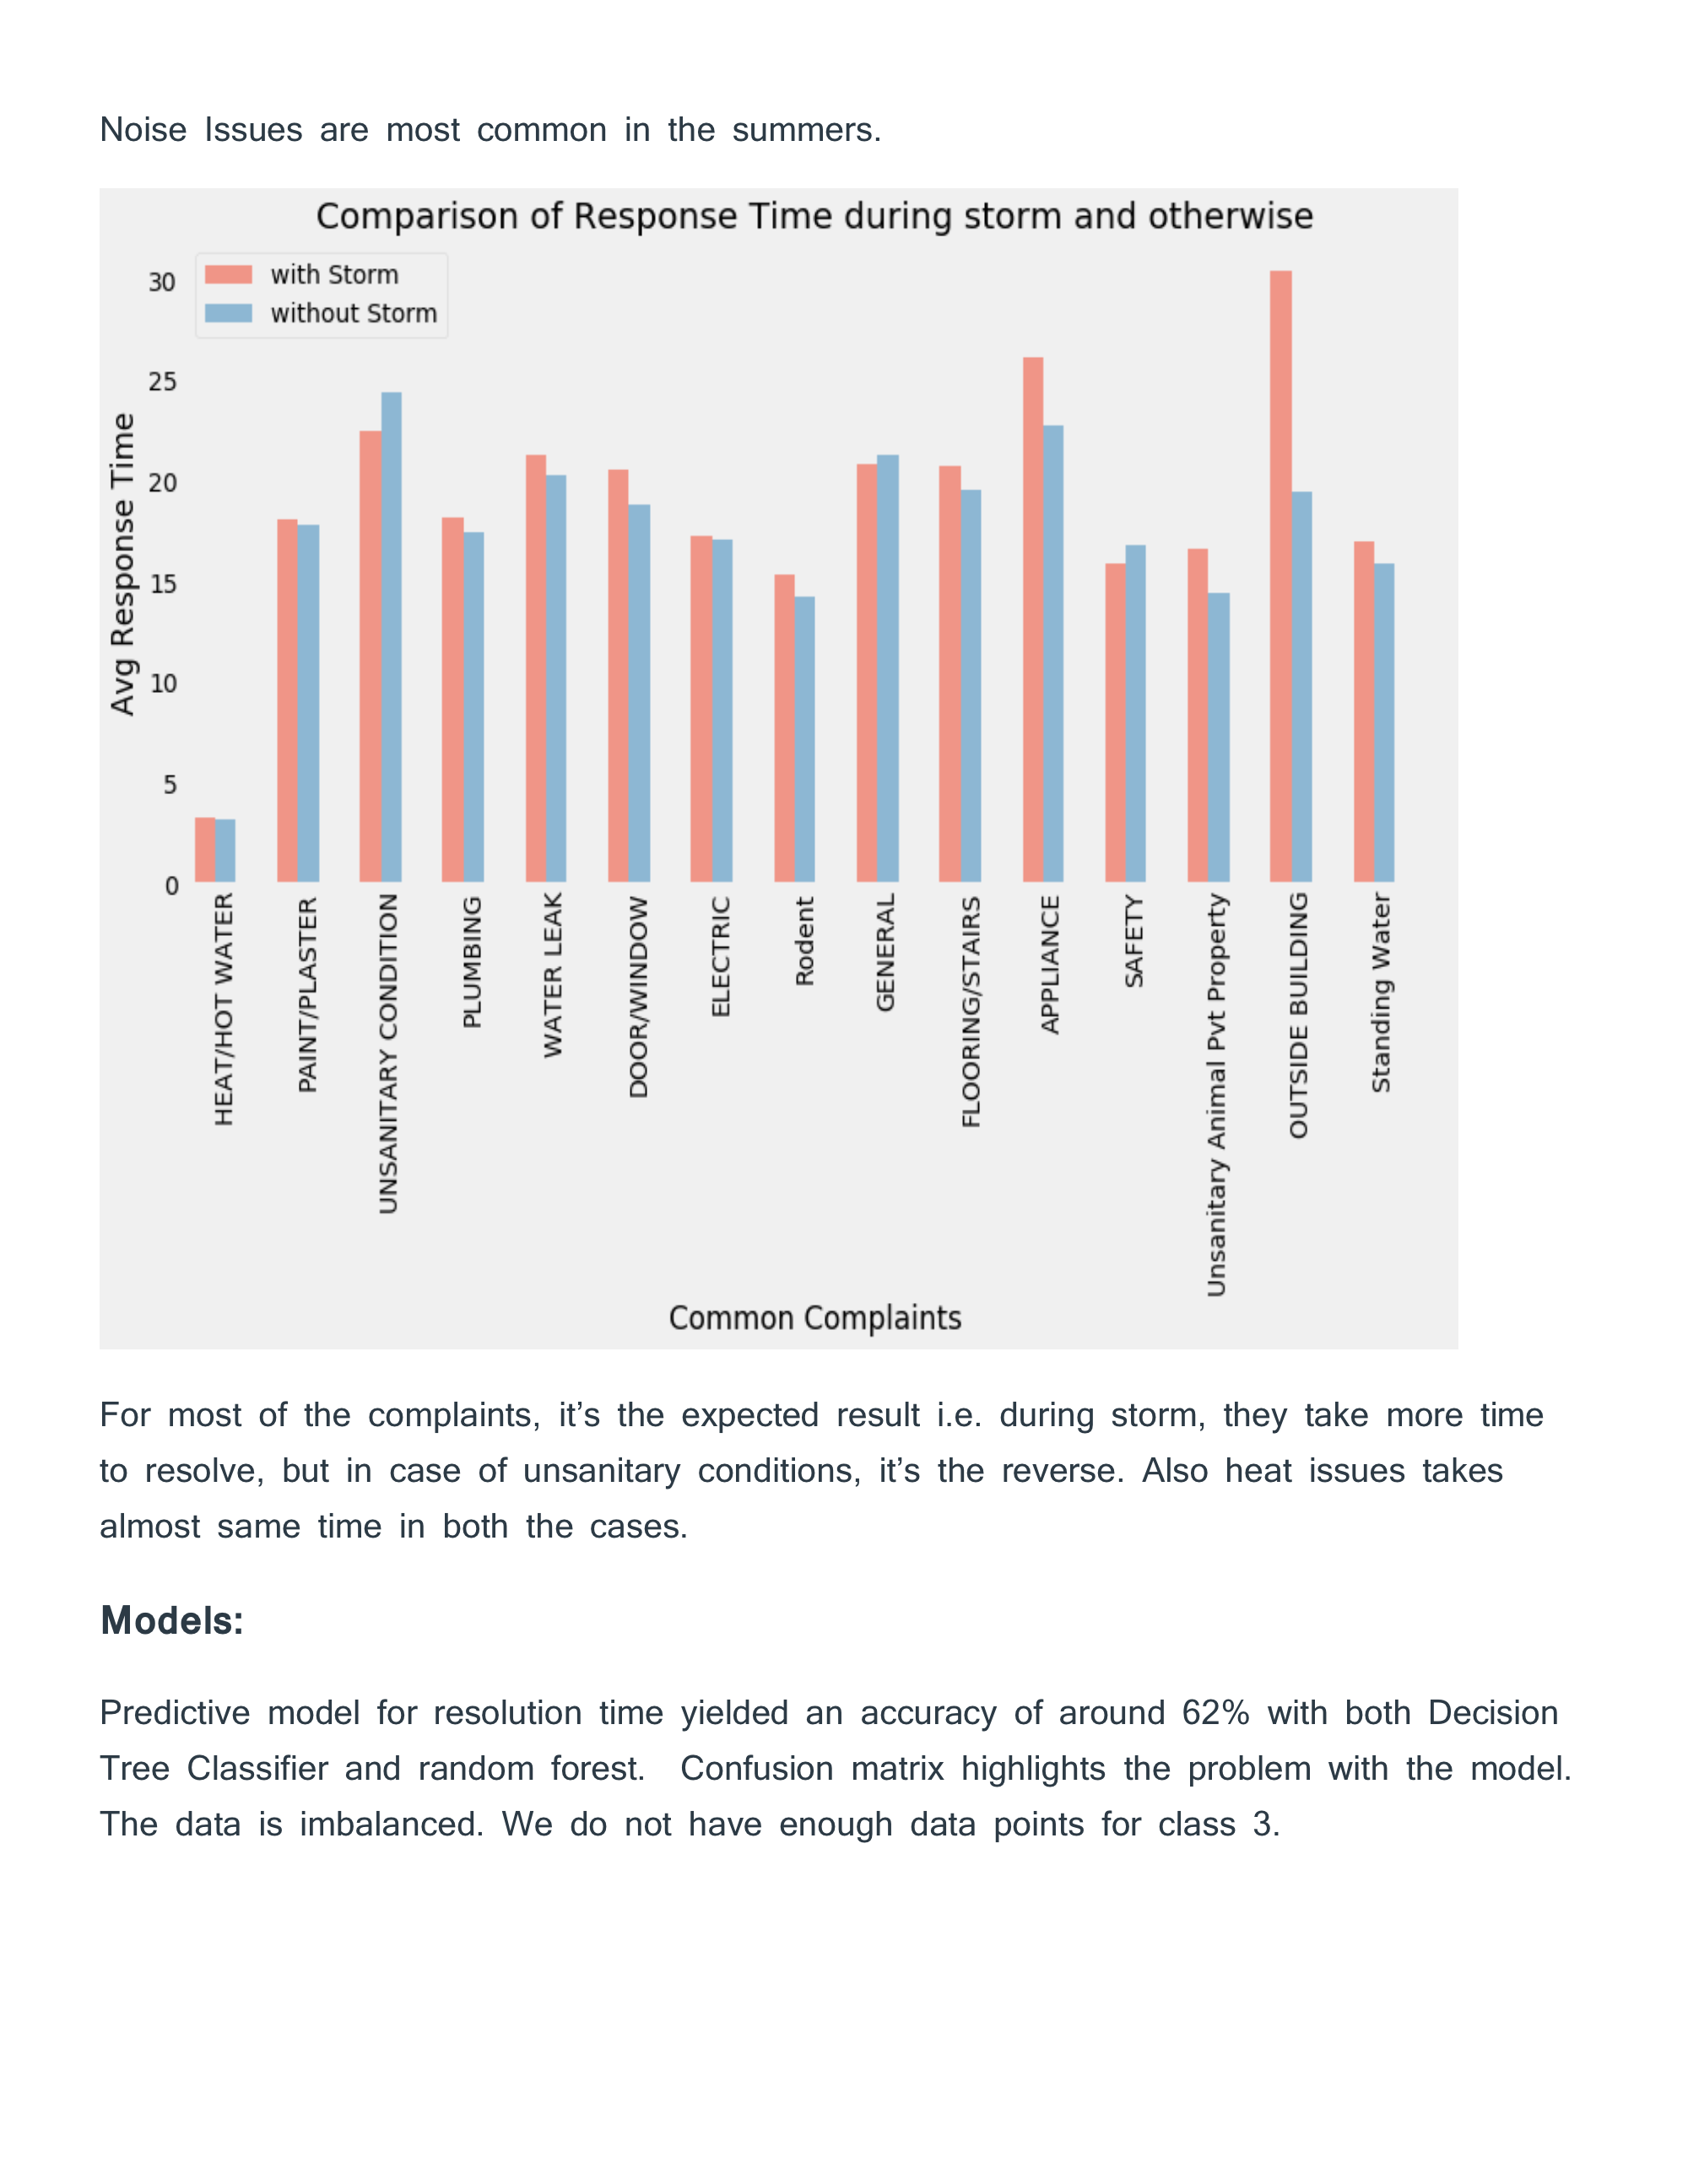 Noise Issues are most common in the summers.
Comparison of Response Time during storm and otherwise
with Storm
without Storm
30
25
20
15
10
5
0
Avg Response Time
HEAT/HOT WATER
PAINT/PLASTER
UNSANITARY CONDITION
PLUMBING
WATER LEAK
DOOR/WINDOW
ELECTRIC
Rodent
GENERAL
FLOORING/STAIRS
APPLIANCE
SAFETY
Unsanitary Animal Pvt Property
OUTSIDE BUILDING
Standing Water
Common Complaints
For most of the complaints, it’s the expected result i.e. during storm, they take more time
to resolve, but in case of unsanitary conditions, it’s the reverse. Also heat issues takes
almost same time in both the cases.
Models:
Predictive model for resolution time yielded an accuracy of around 62% with both Decision
Tree Classifier and random forest. Confusion matrix highlights the problem with the model.
The data is imbalanced. We do not have enough data points for class 3.